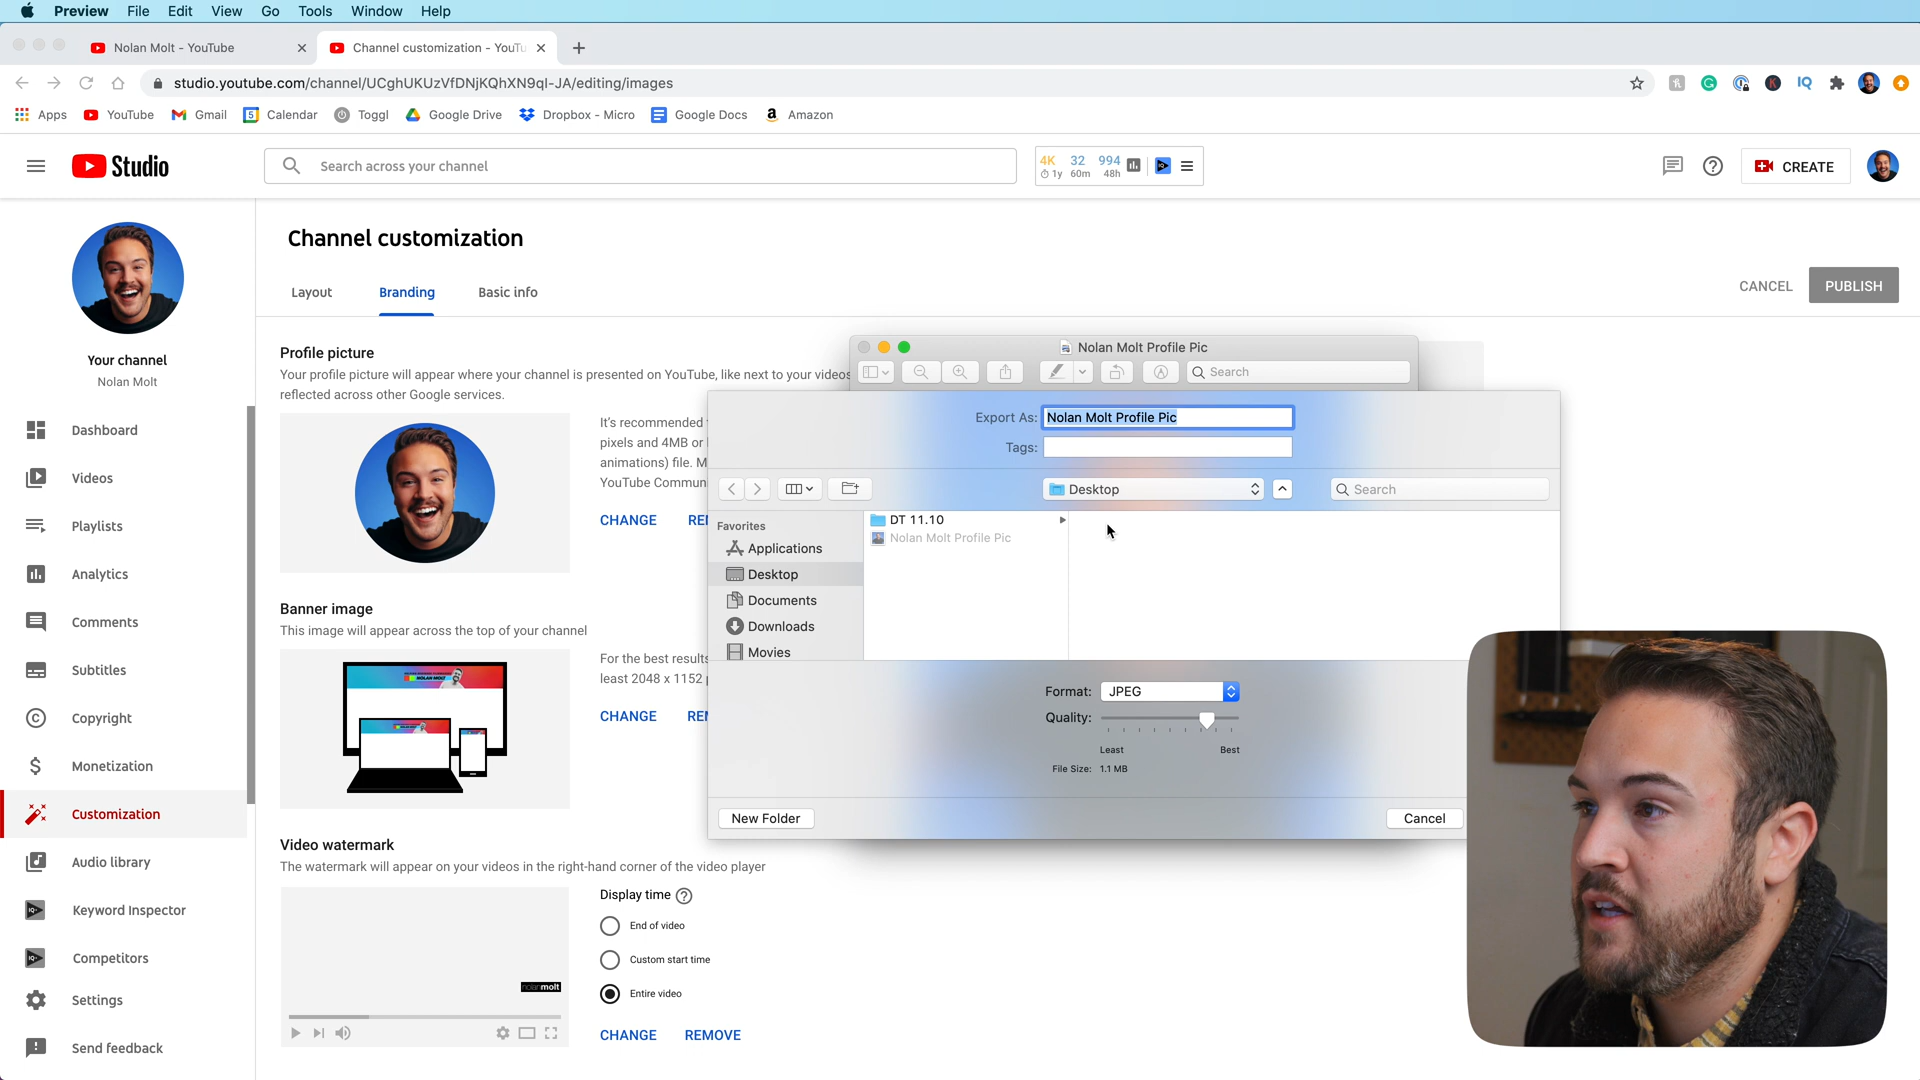 Preview File Edit View Go Tools Window Help
Nolan Molt - YouTube
Channel customization - YouTu
studio.youtube.com/channel/UCghUKUzVfDNjKQhXN9qI-JA/editing/images
Apps YouTube Gmail Calendar Toggl Google Drive Dropbox - Micro Google Docs Amazon
Studio
Search across your channel
4K 32 994
1y 60m 48h
CREATE
Your channel
Nolan Molt
Dashboard
Videos
Playlists
Analytics
Comments
Subtitles
Copyright
Monetization
Customization
Audio library
Keyword Inspector
Competitors
Settings
Send feedback
Channel customization
Layout Branding Basic info
CANCEL PUBLISH
Profile picture
Your profile picture will appear where your channel is presented on YouTube, like next to your videos
reflected across other Google services.
It's recommended
pixels and 4MB or
animations) file. M
YouTube Commun
CHANGE
Banner image
This image will appear across the top of your channel
NOLAN MOLT
For the best results
least 2048 x 1152 p
CHANGE
Video watermark
The watermark will appear on your videos in the right-hand corner of the video player
nolanmolt
Display time
End of video
Custom start time
Entire video
CHANGE REMOVE
Nolan Molt Profile Pic
Search
Export As: Nolan Molt Profile Pic
Tags:
Desktop
Search
Favorites
Applications
Desktop
Documents
Downloads
Movies
DT 11.10
Nolan Molt Profile Pic
Format: JPEG
Quality:
Least Best
File Size: 1.1 MB
New Folder
Cancel